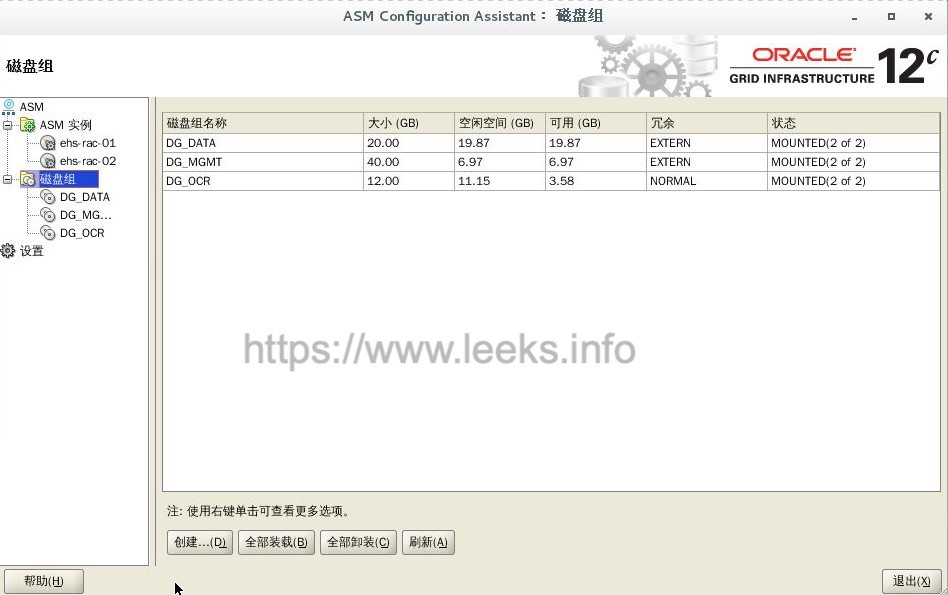 ASM Configuration Assistant： 磁盘组
磁盘组
ORACLE®
GRID INFRASTRUCTURE 12c
ASM
ASM 实例
ehs-rac-01
ehs-rac-02
磁盘组
DG_DATA
DG_MG...
DG_OCR
设置
磁盘组名称 大小 (GB) 空闲空间 (GB) 可用 (GB) 冗余 状态
DG_DATA 20.00 19.87 19.87 EXTERN MOUNTED(2 of 2)
DG_MGMT 40.00 6.97 6.97 EXTERN MOUNTED(2 of 2)
DG_OCR 12.00 11.15 3.58 NORMAL MOUNTED(2 of 2)
https://www.leeks.info
注: 使用右键单击可查看更多选项。
创建...(D) 全部装载(B) 全部卸装(C) 刷新(A)
帮助(H) 退出(X)